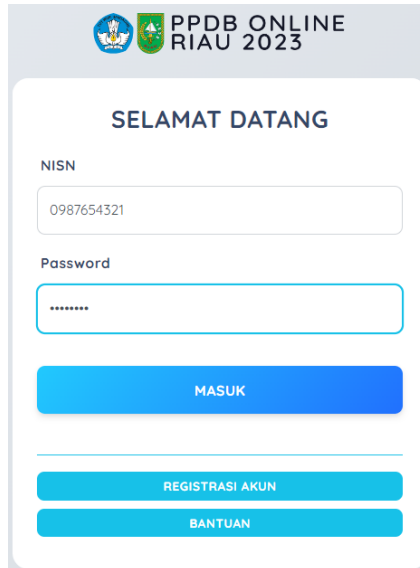 PPDB ONLINE
RIAU 2023
SELAMAT DATANG
NISN
0987654321
Password
••••••••
MASUK
REGISTRASI AKUN
BANTUAN